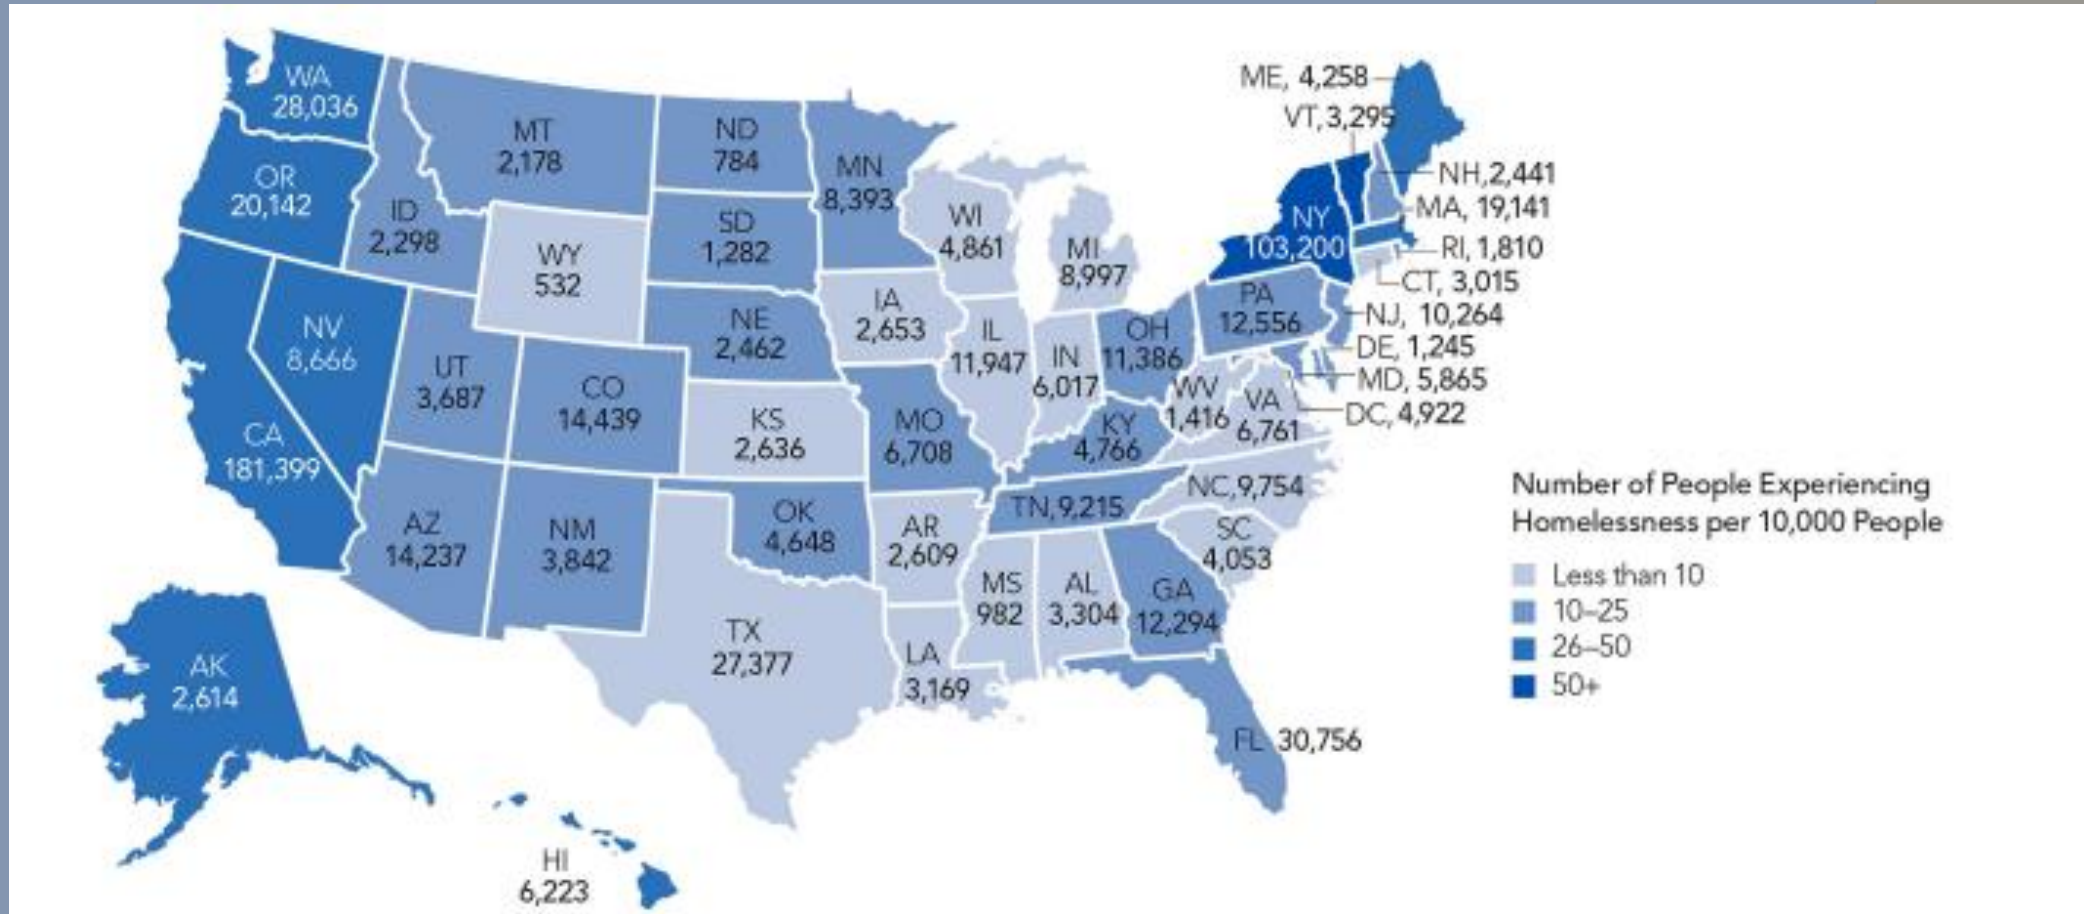 WA
28,036
OR
20,142
CA
181,399
NV
8,666
ID
2,298
MT
2,178
WY
532
UT
3,687
CO
14,439
AZ
14,237
NM
3,842
ND
784
SD
1,282
NE
2,462
KS
2,636
OK
4,648
TX
27,377
MN
8,393
IA
2,653
MO
6,708
AR
2,609
LA
3,169
WI
4,861
IL
11,947
MI
8,997
IN
6,017
OH
11,386
KY
4,766
TN, 9,215
MS
982
AL
3,304
GA
12,294
FL 30,756
SC
4,053
NC, 9,754
VA
6,761
WV
1,416
PA
12,556
NY
103,200
ME, 4,258
VT, 3,295
NH, 2,441
MA, 19,141
RI, 1,810
CT, 3,015
NJ, 10,264
DE, 1,245
MD, 5,865
DC, 4,922
AK
2,614
HI
6,223
Number of People Experiencing
Homelessness per 10,000 People
Less than 10
10–25
26–50
50+